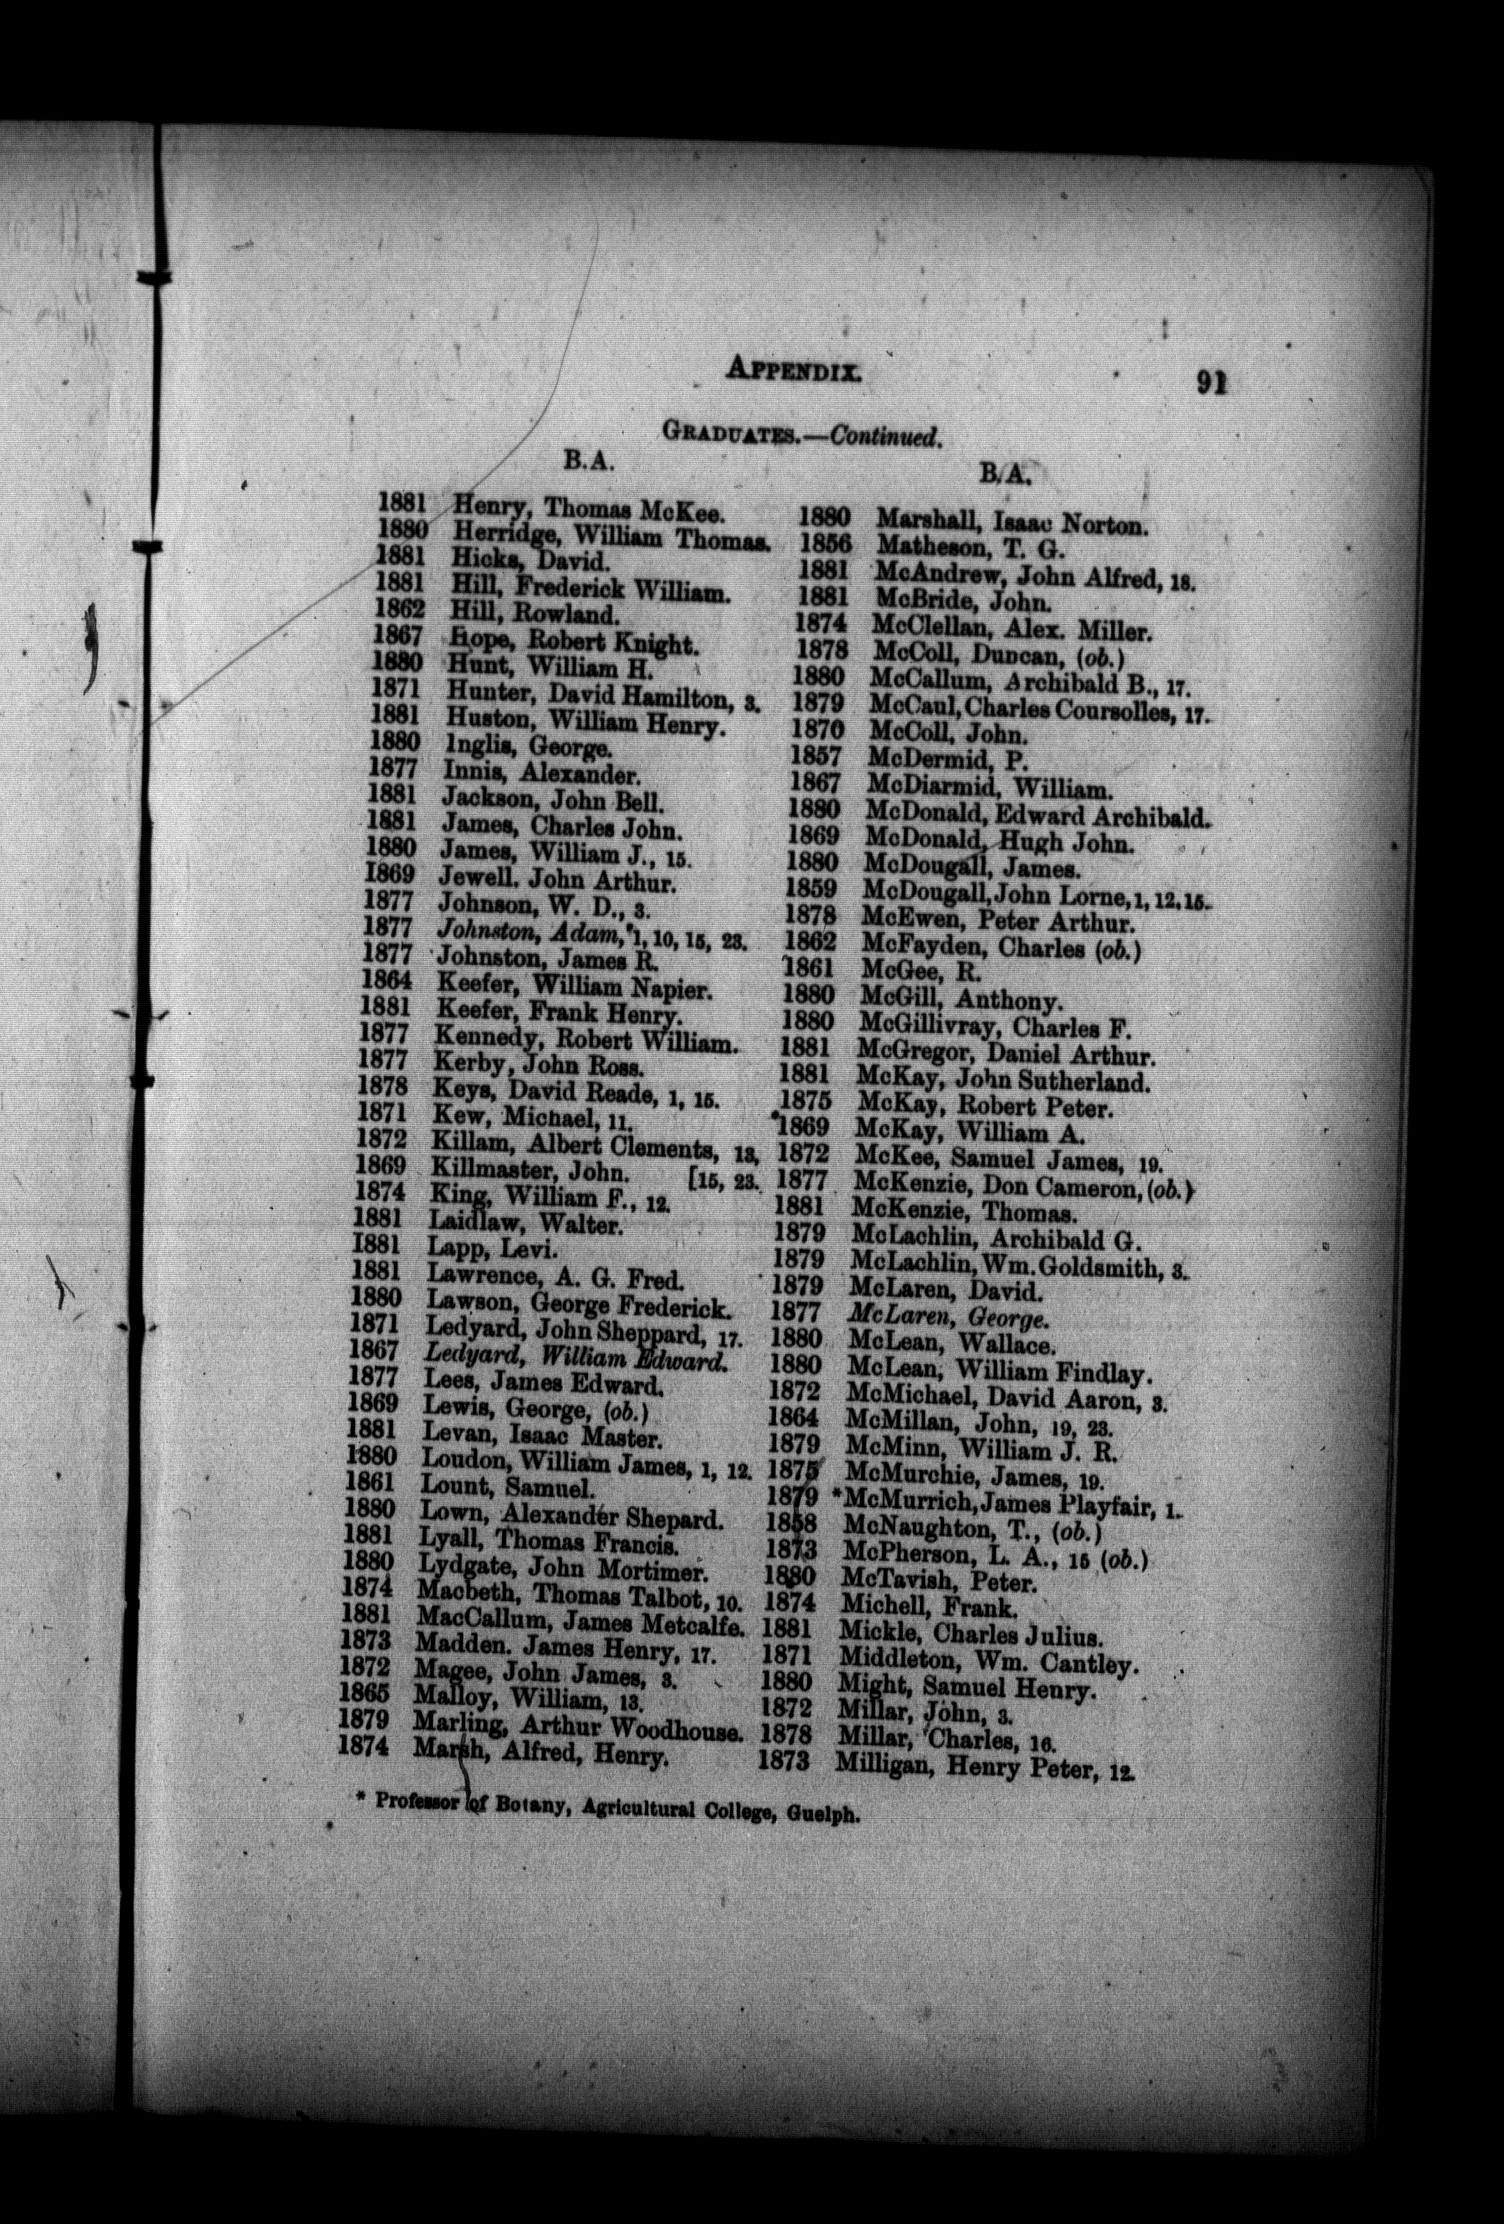 APPENDIX.
91
GRADUATES.—Continued.
B.A.
1881 Henry, Thomas McKee.
1880 Herridge, William Thomas.
1881 Hicks, David.
1881 Hill, Frederick William.
1862 Hill, Rowland.
1867 Hope, Robert Knight.
1880 Hunt, William H.
1871 Hunter, David Hamilton, 3.
1881 Huston, William Henry.
1880 Inglis, George.
1877 Innis, Alexander.
1881 Jackson, John Bell.
1881 James, Charles John.
1880 James, William J., 15.
1869 Jewell. John Arthur.
1877 Johnson, W. D., 3.
1877 Johnston, Adam, 1, 10, 15, 23.
1877 Johnston, James R.
1864 Keefer, William Napier.
1881 Keefer, Frank Henry.
1877 Kennedy, Robert William.
1877 Kerby, John Ross.
1878 Keys, David Reade, 1, 15.
1871 Kew, Michael, 11.
1872 Killam, Albert Clements, 13,
1869 Killmaster, John. [15, 23.
1874 King, William F., 12.
1881 Laidlaw, Walter.
1881 Lapp, Levi.
1881 Lawrence, A. G. Fred.
1880 Lawson, George Frederick.
1871 Ledyard, John Sheppard, 17.
1867 Ledyard, William Edward.
1877 Lees, James Edward.
1869 Lewis, George, (ob.)
1881 Levan, Isaac Master.
1880 Loudon, William James, 1, 12.
1861 Lount, Samuel.
1880 Lown, Alexander Shepard.
1881 Lyall, Thomas Francis.
1880 Lydgate, John Mortimer.
1874 Macbeth, Thomas Talbot, 10.
1881 MacCallum, James Metcalfe.
1873 Madden. James Henry, 17.
1872 Magee, John James, 3.
1865 Malloy, William, 13.
1879 Marling, Arthur Woodhouse.
1874 Marsh, Alfred, Henry.
B.A.
1880 Marshall, Isaac Norton.
1856 Matheson, T. G.
1881 McAndrew, John Alfred, 18.
1881 McBride, John.
1874 McClellan, Alex. Miller.
1878 McColl, Duncan, (ob.)
1880 McCallum, Archibald B., 17.
1879 McCaul, Charles Coursolles, 17.
1870 McColl, John.
1857 McDermid, P.
1867 McDiarmid, William.
1880 McDonald, Edward Archibald.
1869 McDonald, Hugh John.
1880 McDougall, James.
1859 McDougall, John Lorne, 1, 12, 15.
1878 McEwen, Peter Arthur.
1862 McFayden, Charles (ob.)
1861 McGee, R.
1880 McGill, Anthony.
1880 McGillivray, Charles F.
1881 McGregor, Daniel Arthur.
1881 McKay, John Sutherland.
1875 McKay, Robert Peter.
1869 McKay, William A.
1872 McKee, Samuel James, 19.
1877 McKenzie, Don Cameron, (ob.)
1881 McKenzie, Thomas.
1879 McLachlin, Archibald G.
1879 McLachlin, Wm. Goldsmith, 3.
1879 McLaren, David.
1877 McLaren, George.
1880 McLean, Wallace.
1880 McLean, William Findlay.
1872 McMichael, David Aaron, 3.
1864 McMillan, John, 19, 23.
1879 McMinn, William J. R.
1875 McMurchie, James, 19.
1879 *McMurrich, James Playfair, 1.
1858 McNaughton, T., (ob.)
1873 McPherson, L. A., 15 (ob.)
1880 McTavish, Peter.
1874 Michell, Frank.
1881 Mickle, Charles Julius.
1871 Middleton, Wm. Cantley.
1880 Might, Samuel Henry.
1872 Millar, John, 3.
1878 Millar, Charles, 16.
1873 Milligan, Henry Peter, 12.
* Professor of Botany, Agricultural College, Guelph.